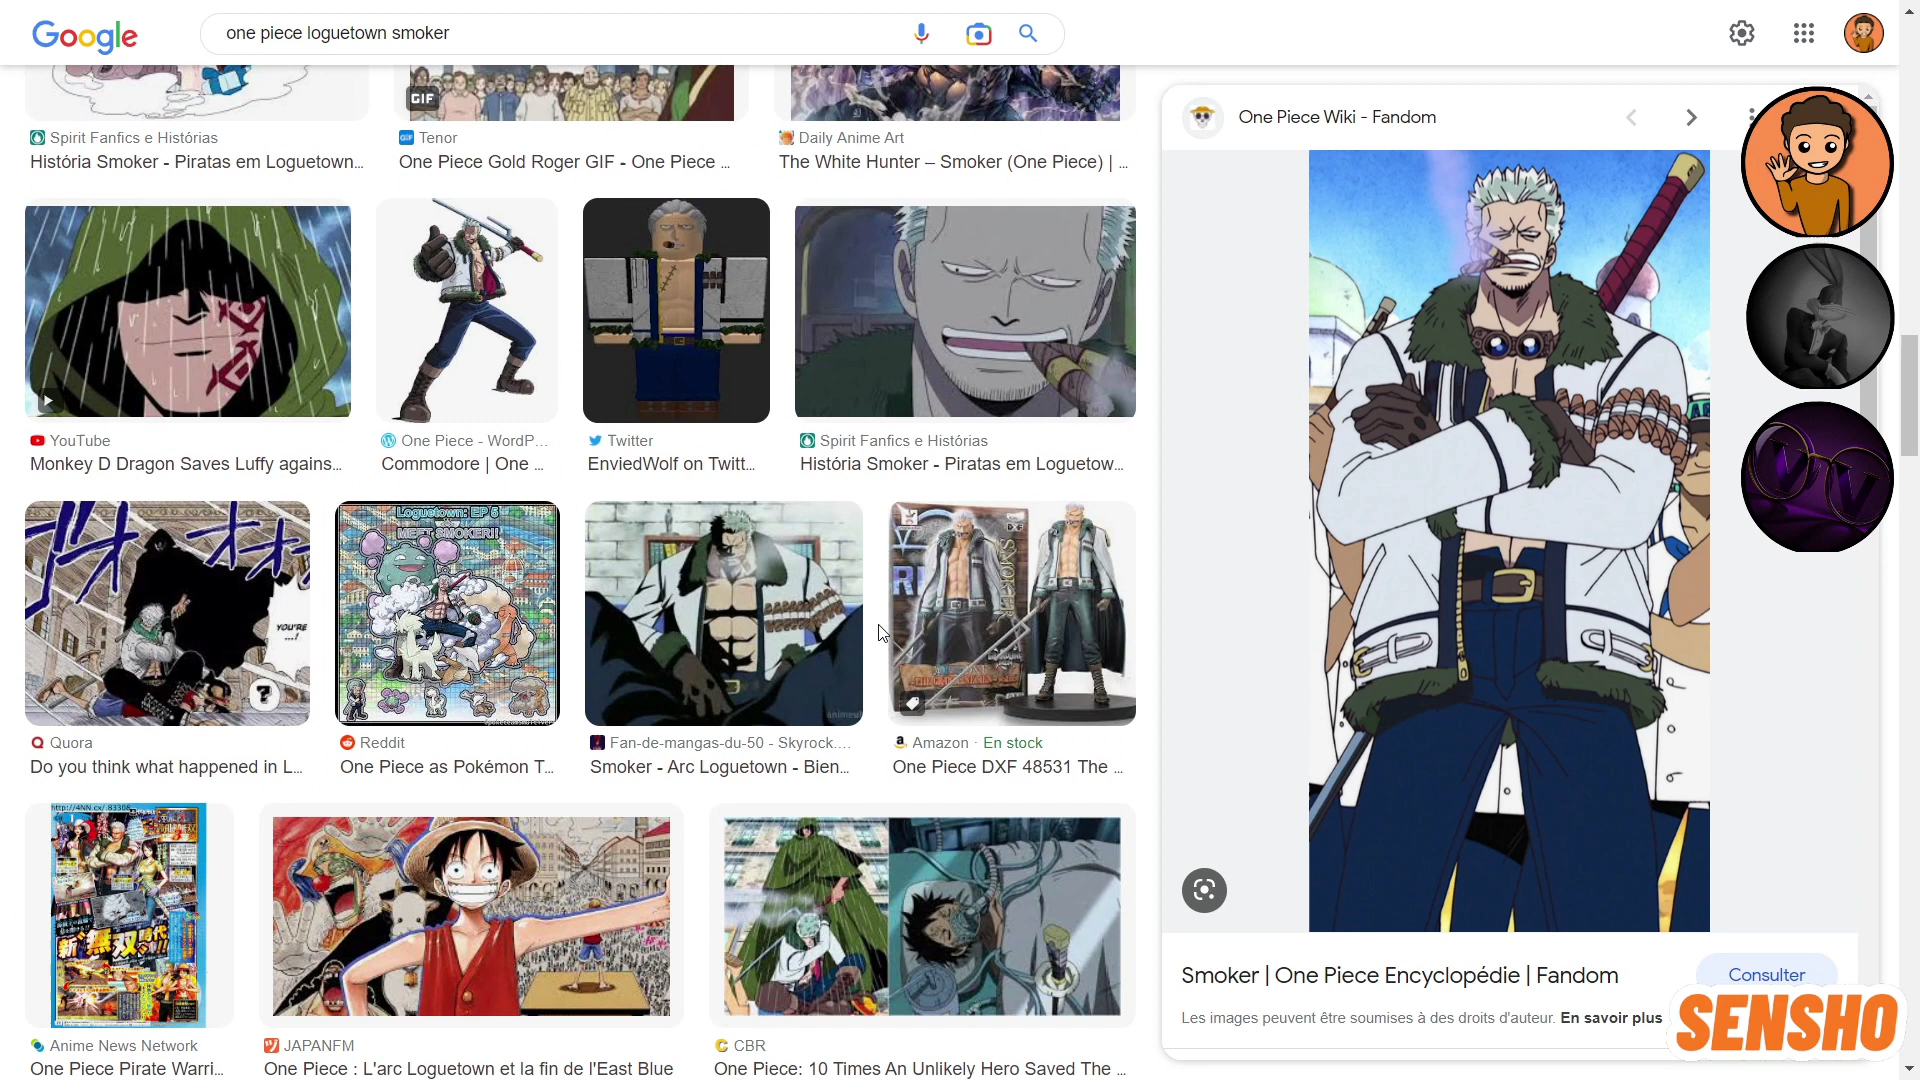 Google
one piece loguetown smoker
GIF
Spirit Fanfics e Histórias
História Smoker - Piratas em Loguetown...
Tenor
One Piece Gold Roger GIF - One Piece ...
Daily Anime Art
The White Hunter – Smoker (One Piece) | ...
One Piece Wiki - Fandom
YouTube
Monkey D Dragon Saves Luffy agains...
One Piece - WordP...
Commodore | One ...
Twitter
EnviedWolf on Twitt...
Spirit Fanfics e Histórias
História Smoker - Piratas em Loguetow...
YOU'RE
...!
?
Loguetown: EP 5
MEET SMOKER!!
SMOKER
DXF
Quora
Do you think what happened in L...
Reddit
One Piece as Pokémon T...
Fan-de-mangas-du-50 - Skyrock....
Smoker - Arc Loguetown - Bien...
Amazon · En stock
One Piece DXF 48531 The ...
Anime News Network
One Piece Pirate Warri...
JAPANFM
One Piece : L'arc Loguetown et la fin de l'East Blue
CBR
One Piece: 10 Times An Unlikely Hero Saved The ...
Smoker | One Piece Encyclopédie | Fandom
Consulter
Les images peuvent être soumises à des droits d'auteur. En savoir plus
SENSHO